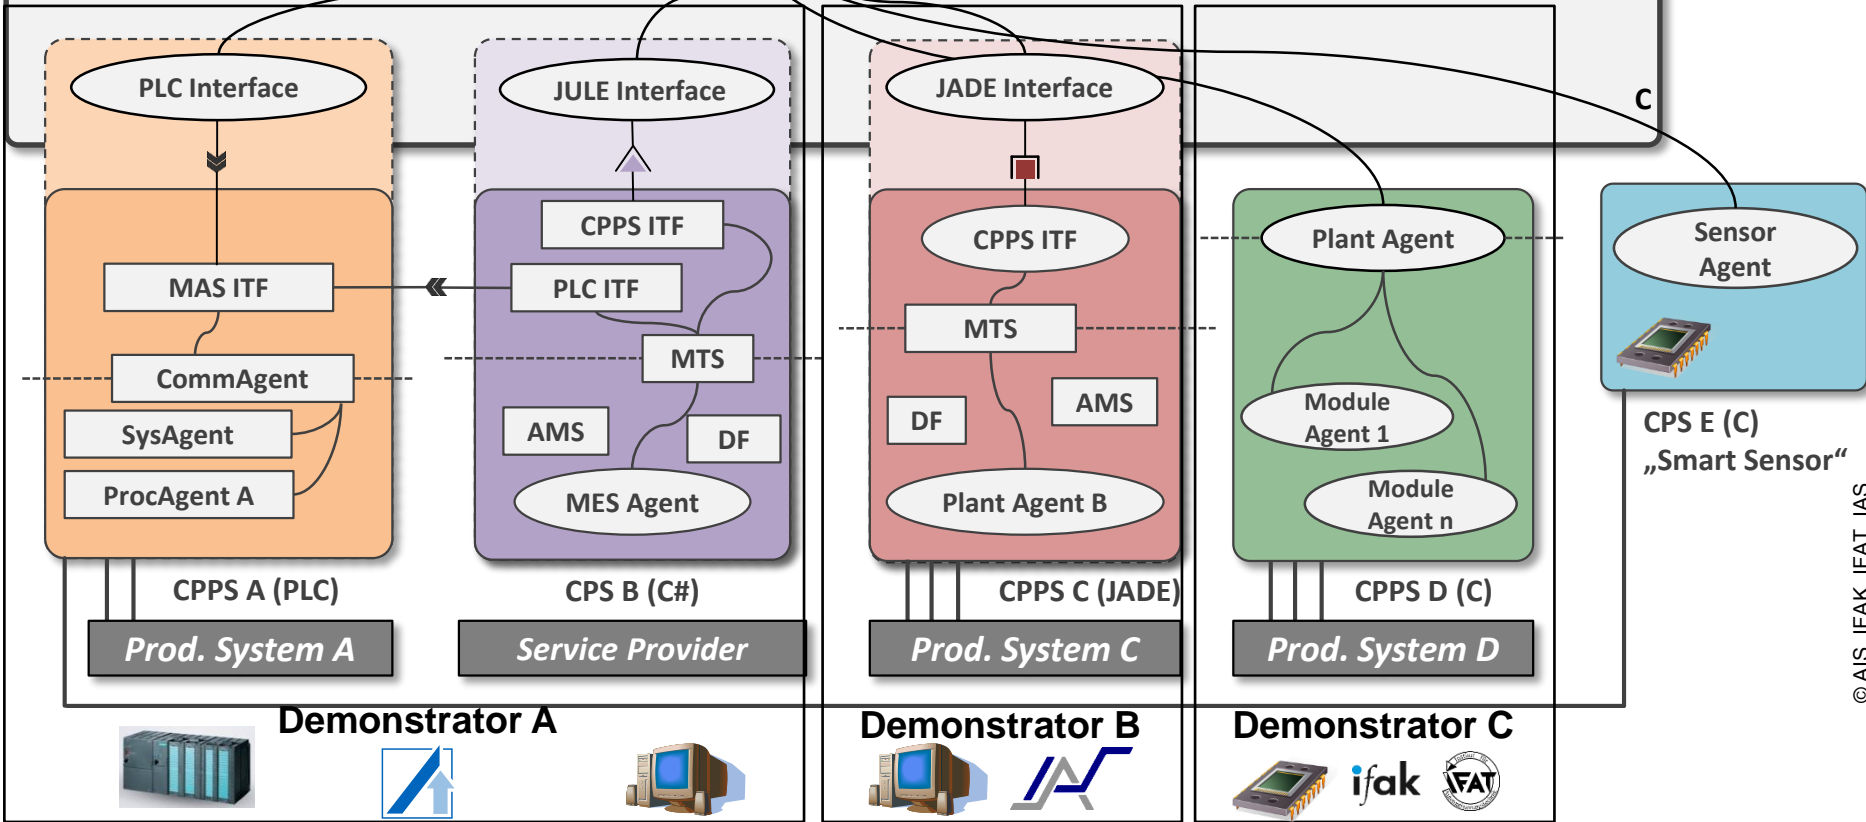 PLC Interface
JULE Interface
JADE Interface
C
CPPS ITF
CPPS ITF
Plant Agent
Sensor
Agent
MAS ITF
PLC ITF
MTS
MTS
CommAgent
SysAgent
AMS
DF
DF
AMS
Module
Agent 1
ProcAgent A
MES Agent
Plant Agent B
Module
Agent n
CPS E (C)
„Smart Sensor“
CPPS A (PLC)
CPS B (C#)
CPPS C (JADE)
CPPS D (C)
Prod. System A
Service Provider
Prod. System C
Prod. System D
© AIS, IFAK, IFAT, IAS
Demonstrator A
Demonstrator B
Demonstrator C
ifak
IFAT